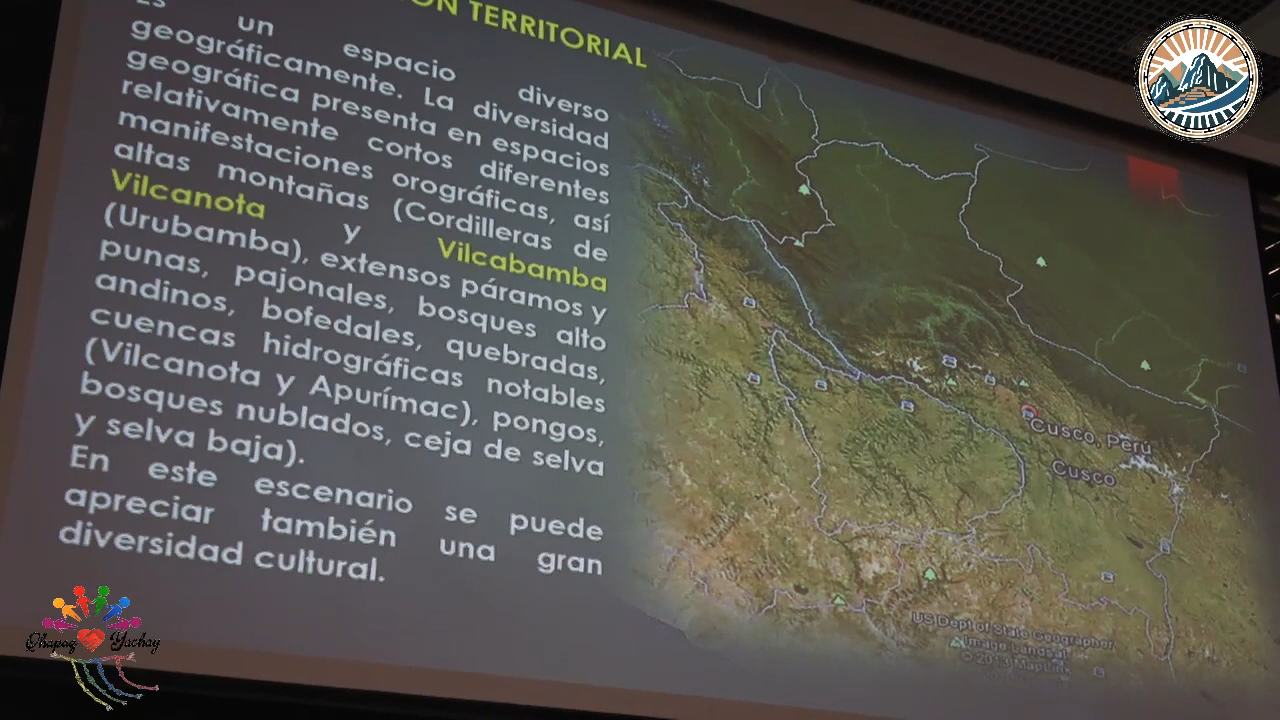 ÓN TERRITORIAL
Es un espacio diverso
geográficamente. La diversidad
geográfica presenta en espacios
relativamente cortos diferentes
manifestaciones orográficas, así
altas montañas (Cordilleras de
Vilcanota y Vilcabamba
(Urubamba), extensos páramos y
punas, pajonales, bosques alto
andinos, bofedales, quebradas,
cuencas hidrográficas notables
(Vilcanota y Apurímac), pongos,
bosques nublados, ceja de selva
y selva baja).
En este escenario se puede
apreciar también una gran
diversidad cultural.
Cusco, Perú
Cusco
US Dept of State Geographer
Image Landsat
© 2013 MapLink
Qhapaq Yachay